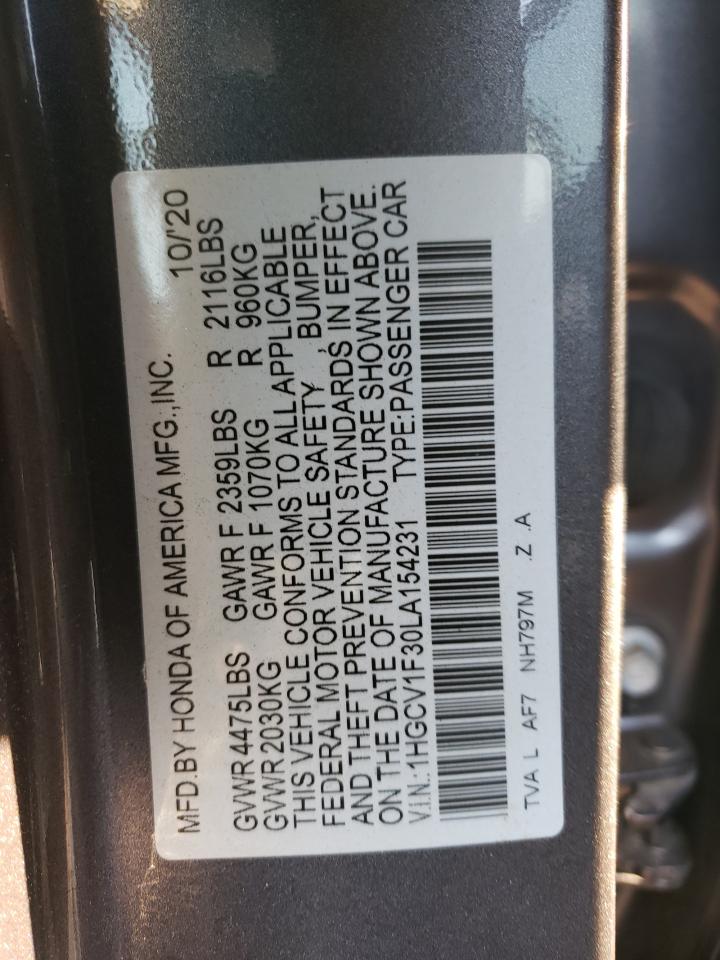 MFD.BY HONDA OF AMERICA MFG.,INC. 10/'20
GVWR 4475LBS GAWR F 2359LBS R 2116LBS
GVWR 2030KG GAWR F 1070KG R 960KG
THIS VEHICLE CONFORMS TO ALL APPLICABLE
FEDERAL MOTOR VEHICLE SAFETY , BUMPER,
AND THEFT PREVENTION STANDARDS IN EFFECT
ON THE DATE OF MANUFACTURE SHOWN ABOVE.
V.I.N.:1HGCV1F30LA154231 TYPE:PASSENGER CAR
TVA L AF7 NH797M .Z .A